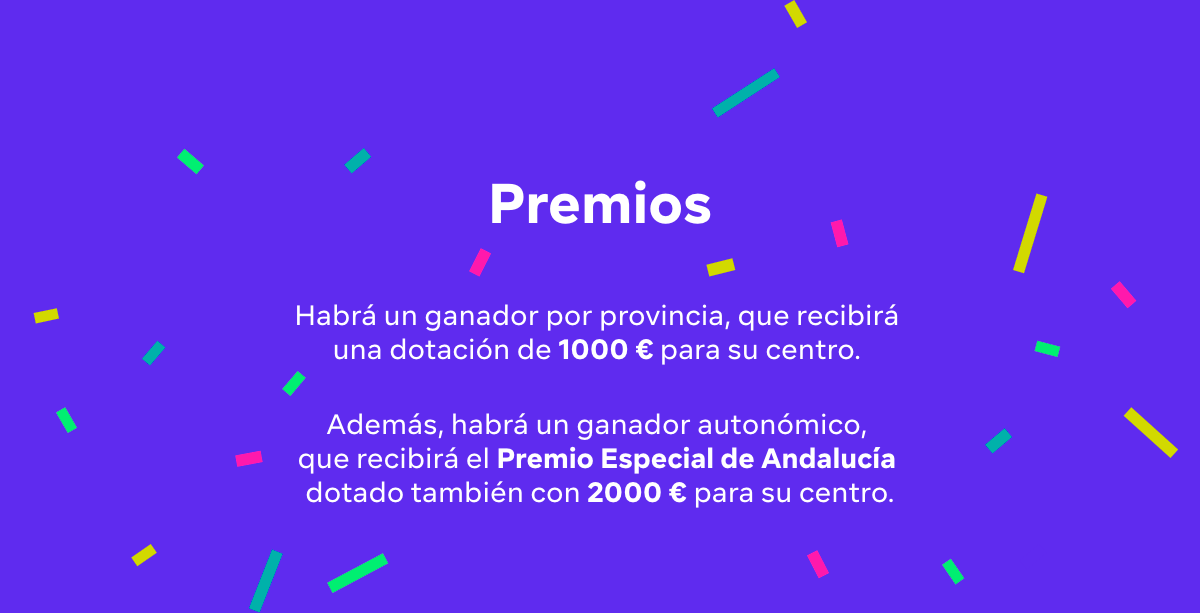 Premios
Habrá un ganador por provincia, que recibirá
una dotación de 1000 € para su centro.
Además, habrá un ganador autonómico,
que recibirá el Premio Especial de Andalucía
dotado también con 2000 € para su centro.